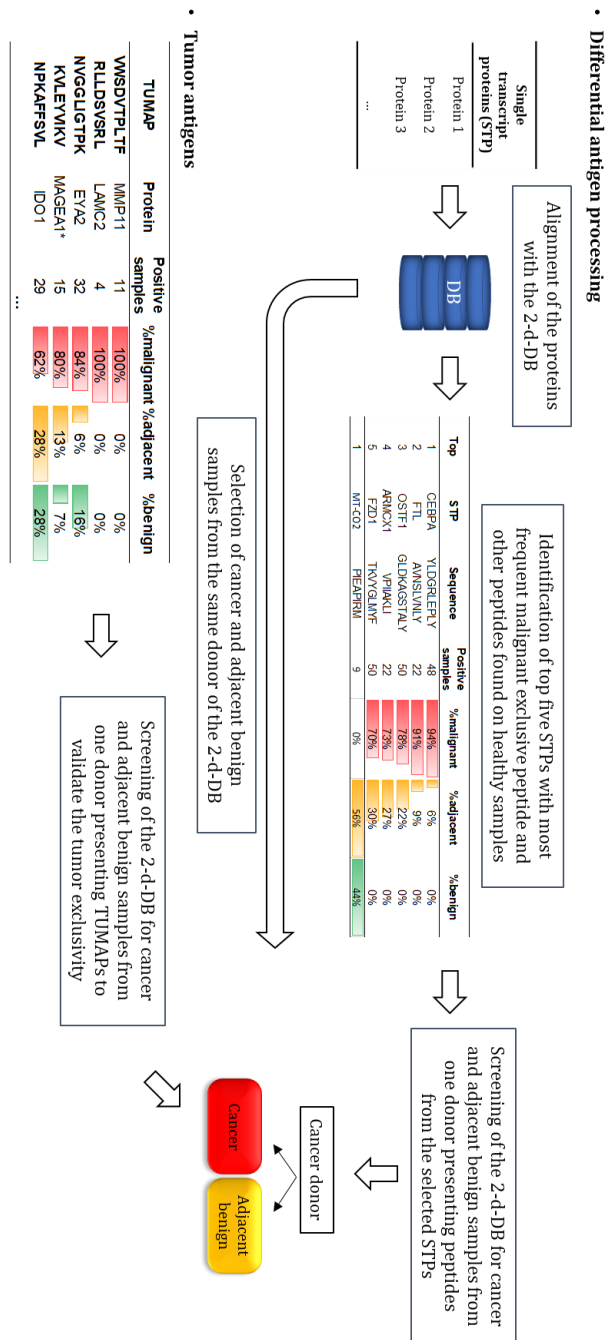 • Differential antigen processing
Single
transcript
proteins (STP)
Protein 1
Protein 2
Protein 3
...
Alignment of the proteins
with the 2-d-DB
DB
Identification of top five STPs with most
frequent malignant exclusive peptide and
other peptides found on healthy samples
Top STP Sequence Positive samples %malignant %adjacent %benign
1 CEBPA YLDGRLEPLY 48 94% 6% 0%
2 FTL AVNSLVNLY 22 91% 9% 0%
3 OSTF1 GLDKAGSTALY 50 78% 22% 0%
4 ARMCX1 VPIIAKLI 22 73% 27% 0%
5 FZD1 TKVYGLMYF 50 70% 30% 0%
1 MT-CO2 PIEAPIRM 9 0% 56% 44%
Screening of the 2-d-DB for cancer
and adjacent benign samples from
one donor presenting peptides
from the selected STPs
Selection of cancer and adjacent benign
samples from the same donor of the 2-d-DB
Cancer donor
Cancer
Adjacent
benign
• Tumor antigens
TUMAP Protein Positive samples %malignant %adjacent %benign
VWSDVTPLTF MMP11 11 100% 0% 0%
RLLDSVSRL LAMC2 4 100% 0% 0%
NVGGLIGTPK EYA2 32 84% 6% 16%
KVLEYVIKV MAGEA1* 15 80% 13% 7%
NPKAFFSVL IDO1 29 62% 28% 28%
...
Screening of the 2-d-DB for cancer
and adjacent benign samples from
one donor presenting TUMAPs to
validate the tumor exclusivity